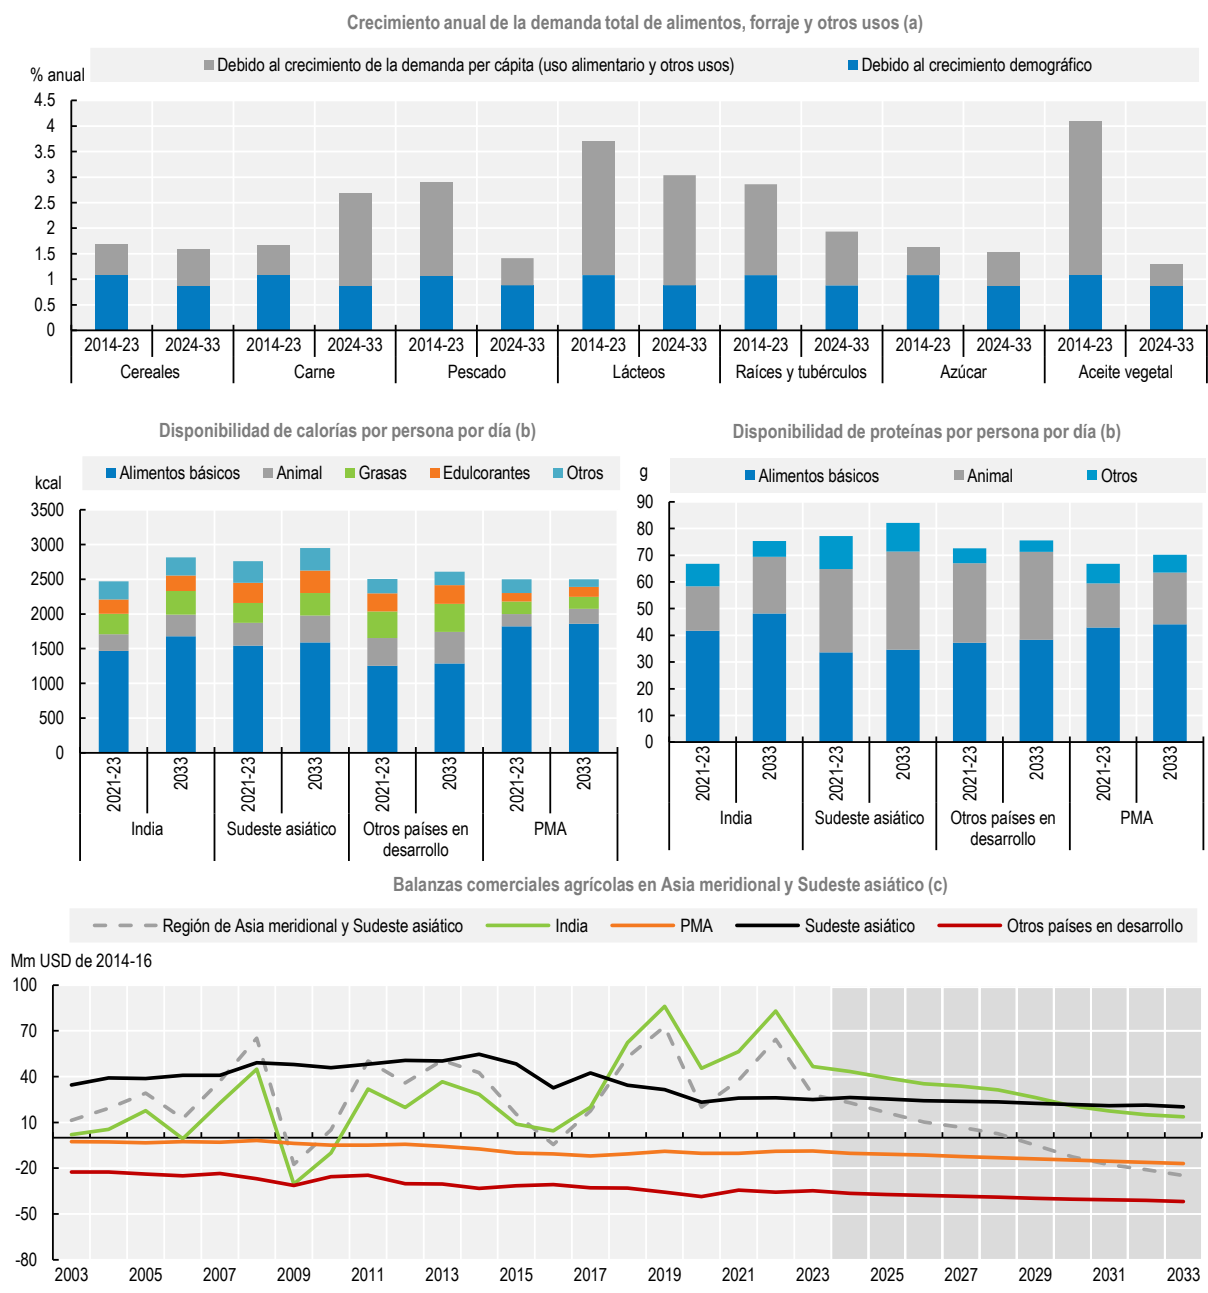 Crecimiento anual de la demanda total de alimentos, forraje y otros usos (a)
Debido al crecimiento de la demanda per cápita (uso alimentario y otros usos) Debido al crecimiento demográfico
% anual
4.5
4
3.5
3
2.5
2
1.5
1
0.5
0
2014-23 2024-33 2014-23 2024-33 2014-23 2024-33 2014-23 2024-33 2014-23 2024-33 2014-23 2024-33 2014-23 2024-33
Cereales Carne Pescado Lácteos Raíces y tubérculos Azúcar Aceite vegetal
Disponibilidad de calorías por persona por día (b)
kcal
Alimentos básicos Animal Grasas Edulcorantes Otros
3500
3000
2500
2000
1500
1000
500
0
2021-23 2033 2021-23 2033 2021-23 2033 2021-23 2033
India Sudeste asiático Otros países en PMA
desarrollo
Disponibilidad de proteínas por persona por día (b)
g
Alimentos básicos Animal Otros
90
80
70
60
50
40
30
20
10
0
2021-23 2033 2021-23 2033 2021-23 2033 2021-23 2033
India Sudeste asiático Otros países en PMA
desarrollo
Balanzas comerciales agrícolas en Asia meridional y Sudeste asiático (c)
Región de Asia meridional y Sudeste asiático India PMA Sudeste asiático Otros países en desarrollo
Mm USD de 2014-16
100
70
40
10
-20
-50
-80
2003 2005 2007 2009 2011 2013 2015 2017 2019 2021 2023 2025 2027 2029 2031 2033